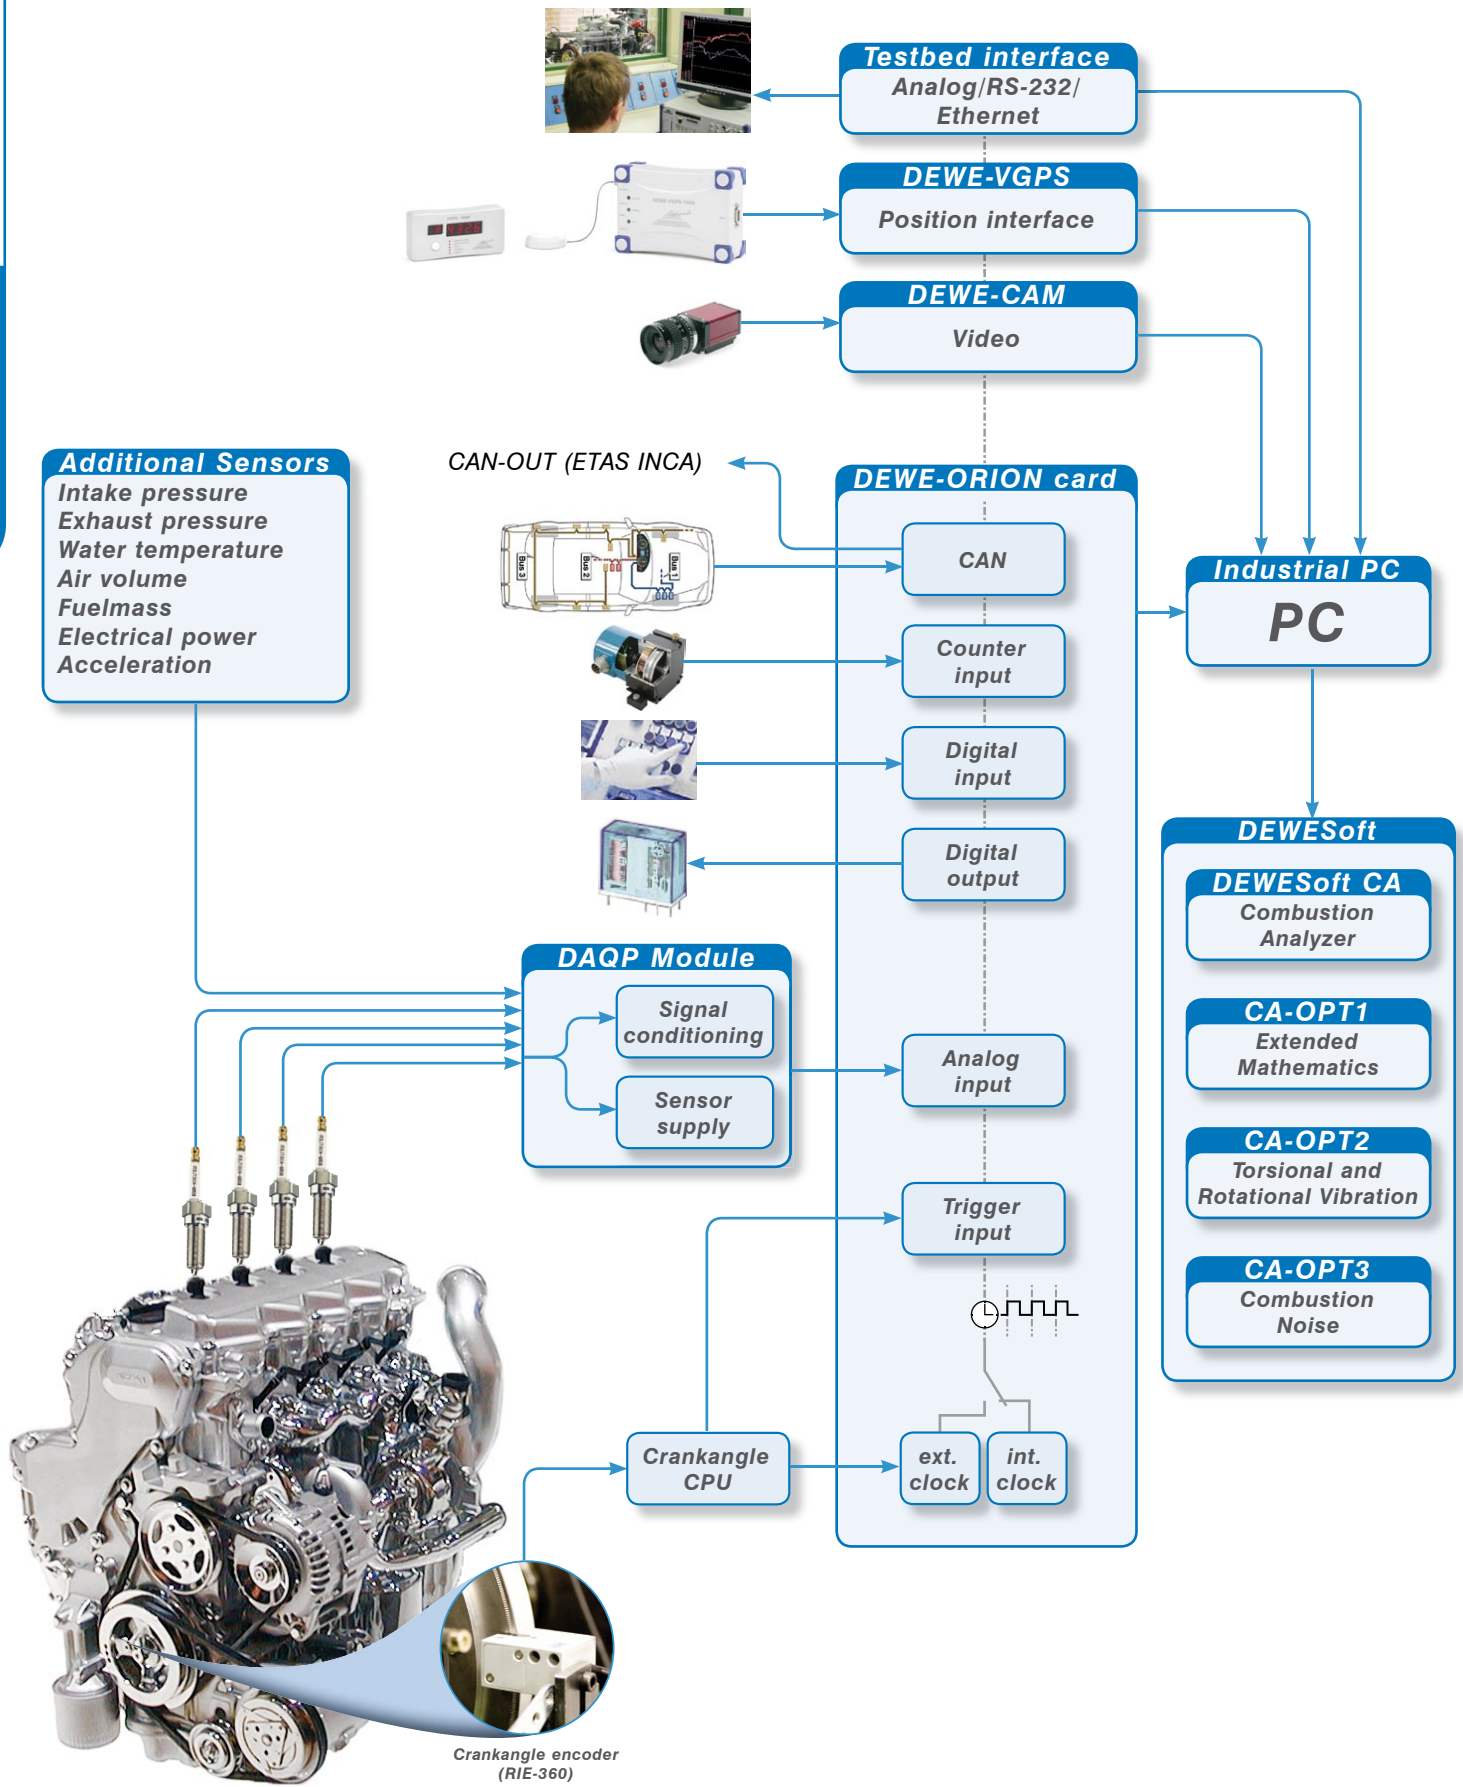 Testbed interface
Analog/RS-232/
Ethernet
DEWE-VGPS
Position interface
DEWE-CAM
Video
Additional Sensors
Intake pressure
Exhaust pressure
Water temperature
Air volume
Fuelmass
Electrical power
Acceleration
CAN-OUT (ETAS INCA)
Bus 3
Bus 2
Bus 1
DEWE-ORION card
CAN
Counter
input
Digital
input
Digital
output
Analog
input
Trigger
input
ext.
clock
int.
clock
Industrial PC
PC
DEWESoft
DEWESoft CA
Combustion
Analyzer
CA-OPT1
Extended
Mathematics
CA-OPT2
Torsional and
Rotational Vibration
CA-OPT3
Combustion
Noise
DAQP Module
Signal
conditioning
Sensor
supply
Crankangle
CPU
Crankangle encoder
(RIE-360)